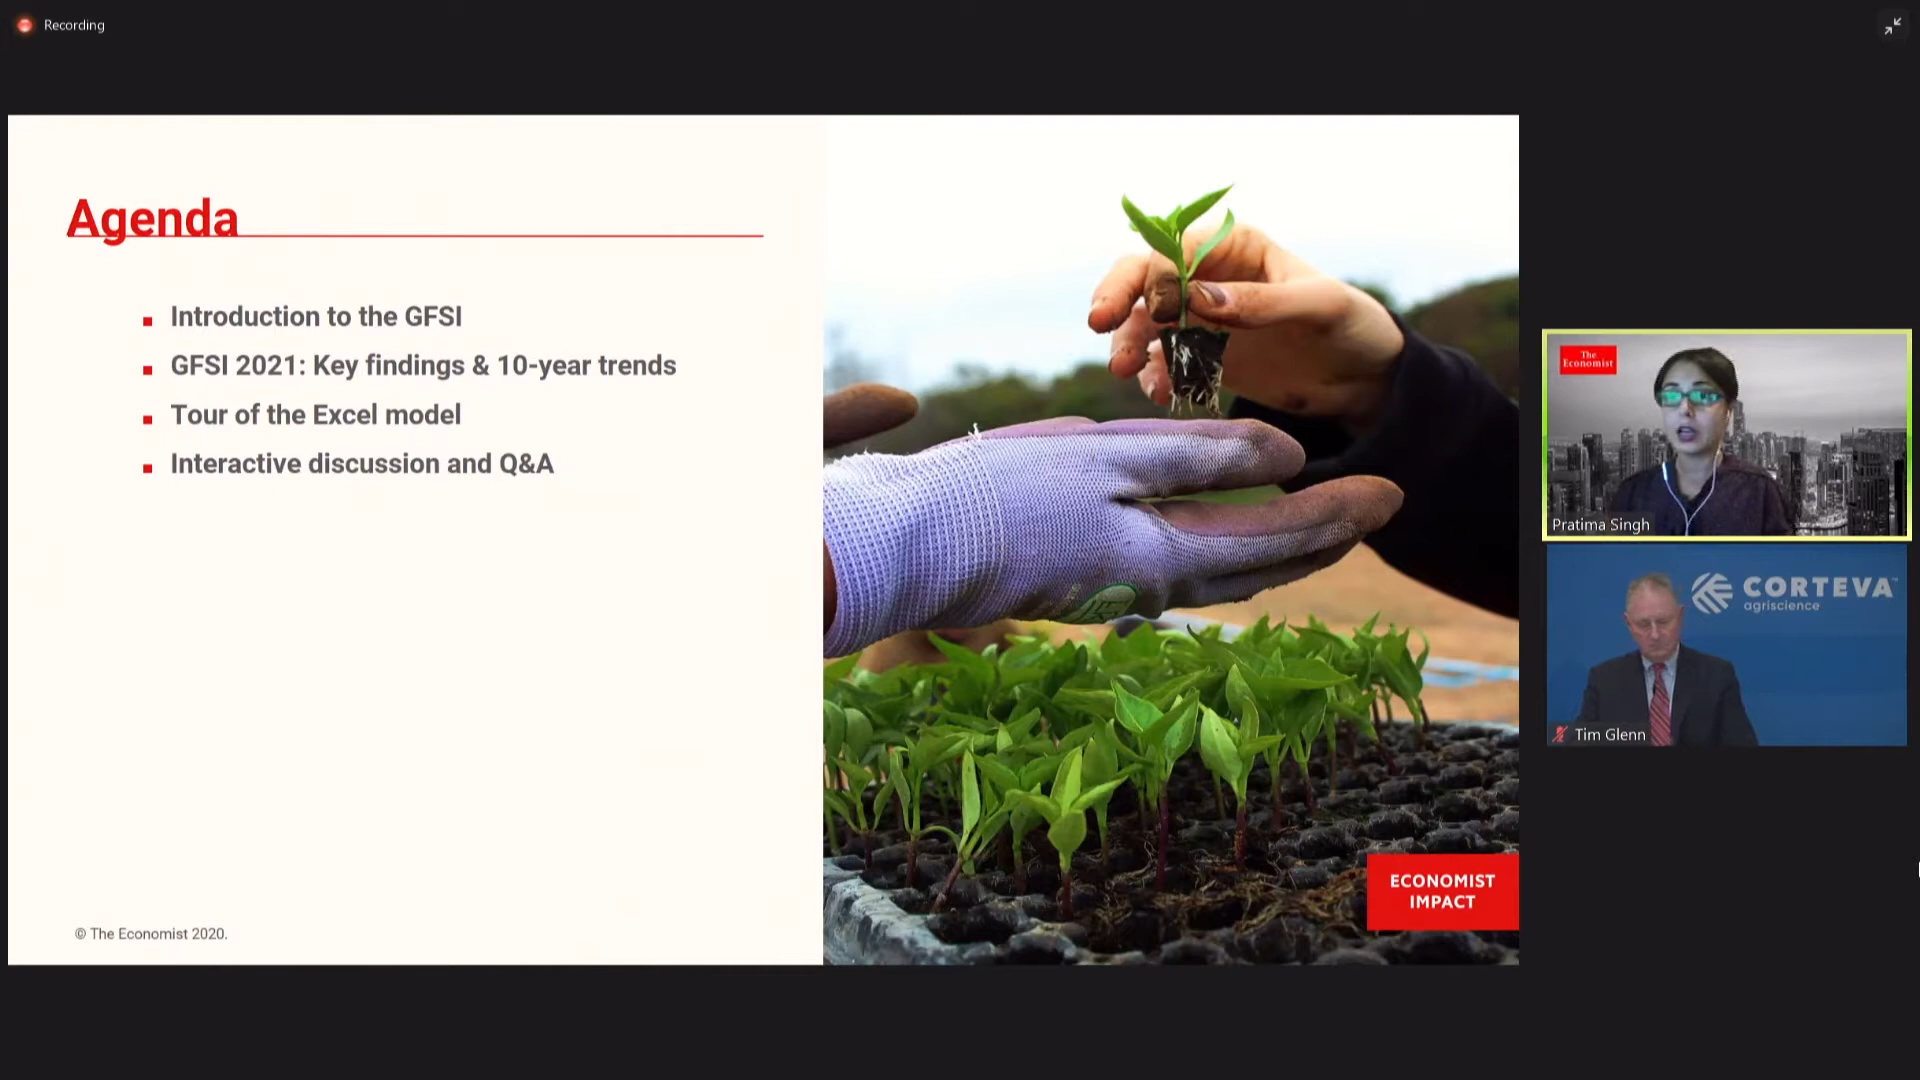 Recording
Agenda
Introduction to the GFSI
GFSI 2021: Key findings & 10-year trends
Tour of the Excel model
Interactive discussion and Q&A
© The Economist 2020.
ECONOMIST
IMPACT
The
Economist
Pratima Singh
CORTEVA™
agriscience
Tim Glenn